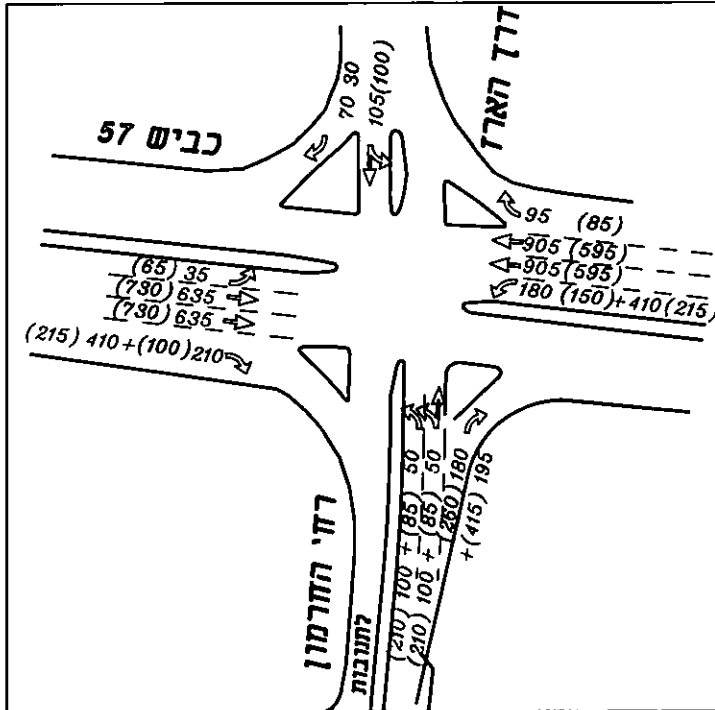 דרך הארז
כביש 57
70 30
105(100)
95 (85)
905 (595)
905 (595)
180 (150)+410(215)
(65) 35
(730) 635
(730) 635
(215) 410+(100)210
רח' החרמון
לתנובות
(210) 100 +(85) 50
(210) 100 +(85) 50
(260)180
+(415) 195